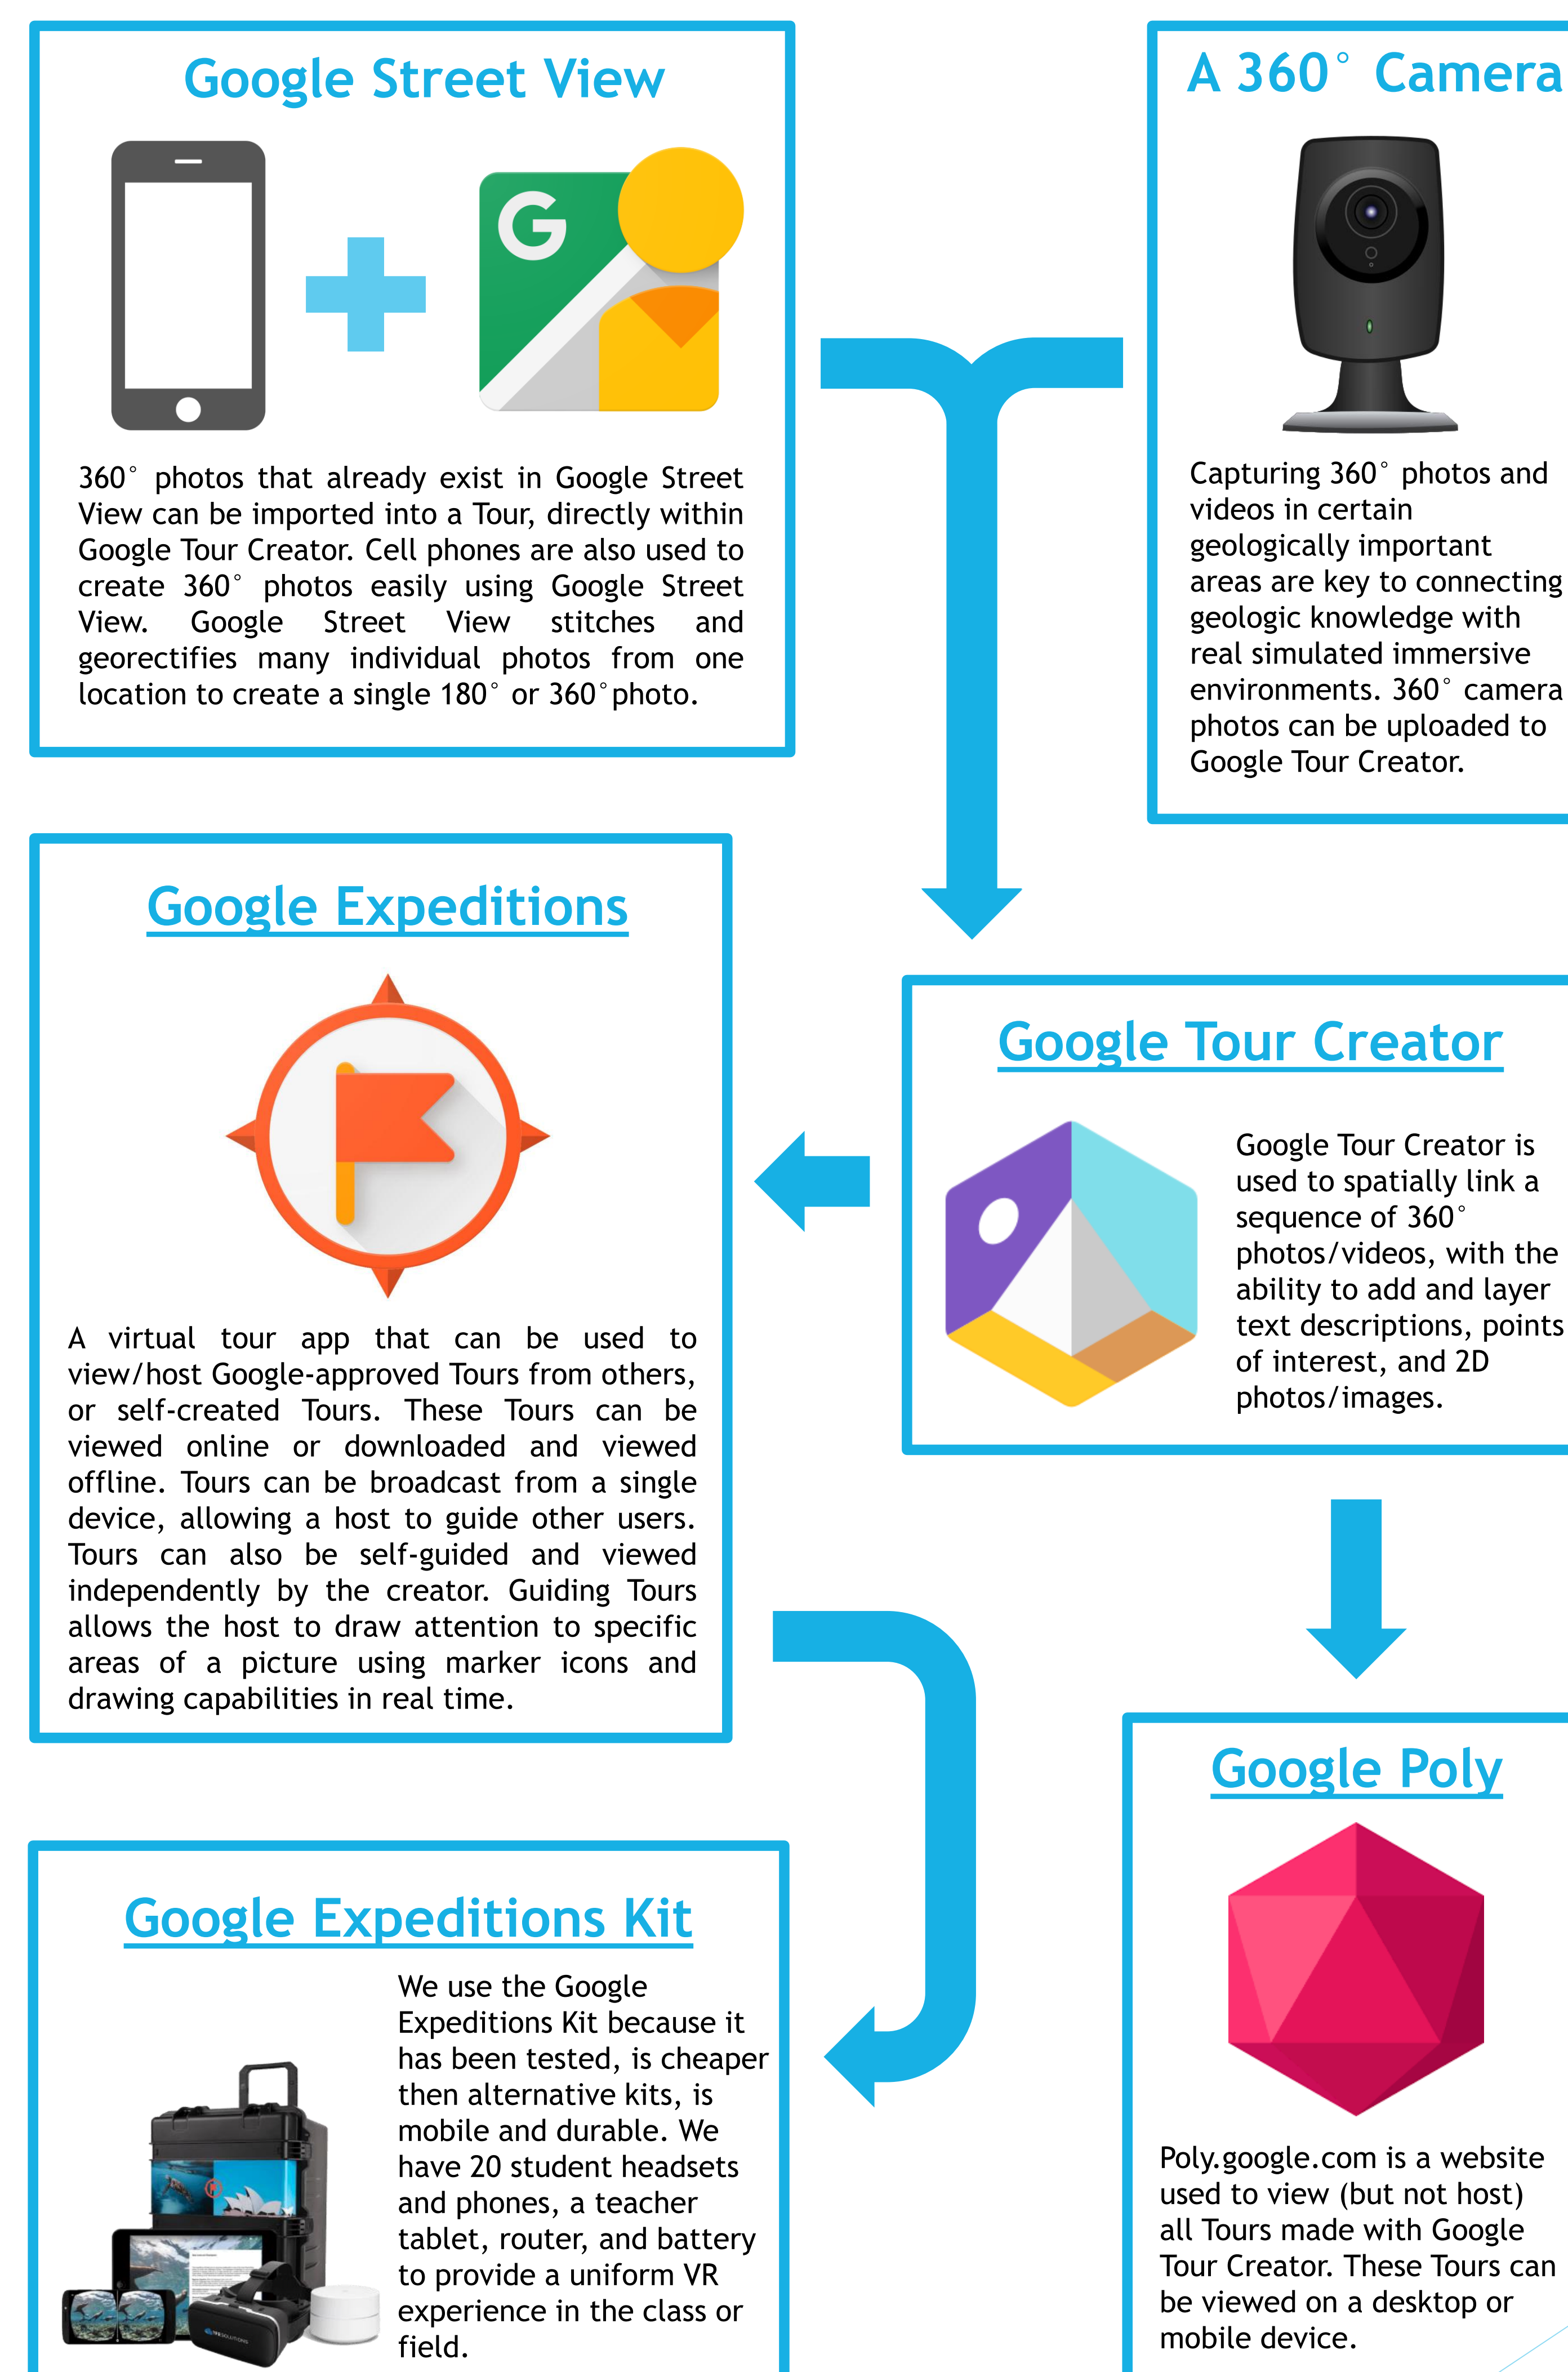 Google Street View
G
360° photos that already exist in Google Street
View can be imported into a Tour, directly within
Google Tour Creator. Cell phones are also used to
create 360° photos easily using Google Street
View. Google Street View stitches and
georectifies many individual photos from one
location to create a single 180° or 360°photo.
A 360° Camera
Capturing 360° photos and
videos in certain
geologically important
areas are key to connecting
geologic knowledge with
real simulated immersive
environments. 360° camera
photos can be uploaded to
Google Tour Creator.
Google Expeditions
A virtual tour app that can be used to
view/host Google-approved Tours from others,
or self-created Tours. These Tours can be
viewed online or downloaded and viewed
offline. Tours can be broadcast from a single
device, allowing a host to guide other users.
Tours can also be self-guided and viewed
independently by the creator. Guiding Tours
allows the host to draw attention to specific
areas of a picture using marker icons and
drawing capabilities in real time.
Google Tour Creator
Google Tour Creator is
used to spatially link a
sequence of 360°
photos/videos, with the
ability to add and layer
text descriptions, points
of interest, and 2D
photos/images.
Google Expeditions Kit
We use the Google
Expeditions Kit because it
has been tested, is cheaper
then alternative kits, is
mobile and durable. We
have 20 student headsets
and phones, a teacher
tablet, router, and battery
to provide a uniform VR
experience in the class or
field.
Google Poly
Poly.google.com is a website
used to view (but not host)
all Tours made with Google
Tour Creator. These Tours can
be viewed on a desktop or
mobile device.